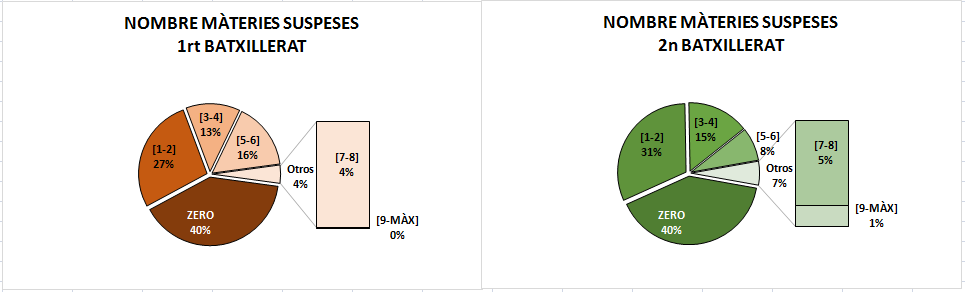 NOMBRE MÀTERIES SUSPESES
1rt BATXILLERAT
[3-4]
13%
[5-6]
16%
[1-2]
27%
[7-8]
4%
Otros
4%
ZERO
40%
[9-MÀX]
0%
NOMBRE MÀTERIES SUSPESES
2n BATXILLERAT
[3-4]
15%
[5-6]
8%
[1-2]
31%
[7-8]
5%
Otros
7%
ZERO
40%
[9-MÀX]
1%